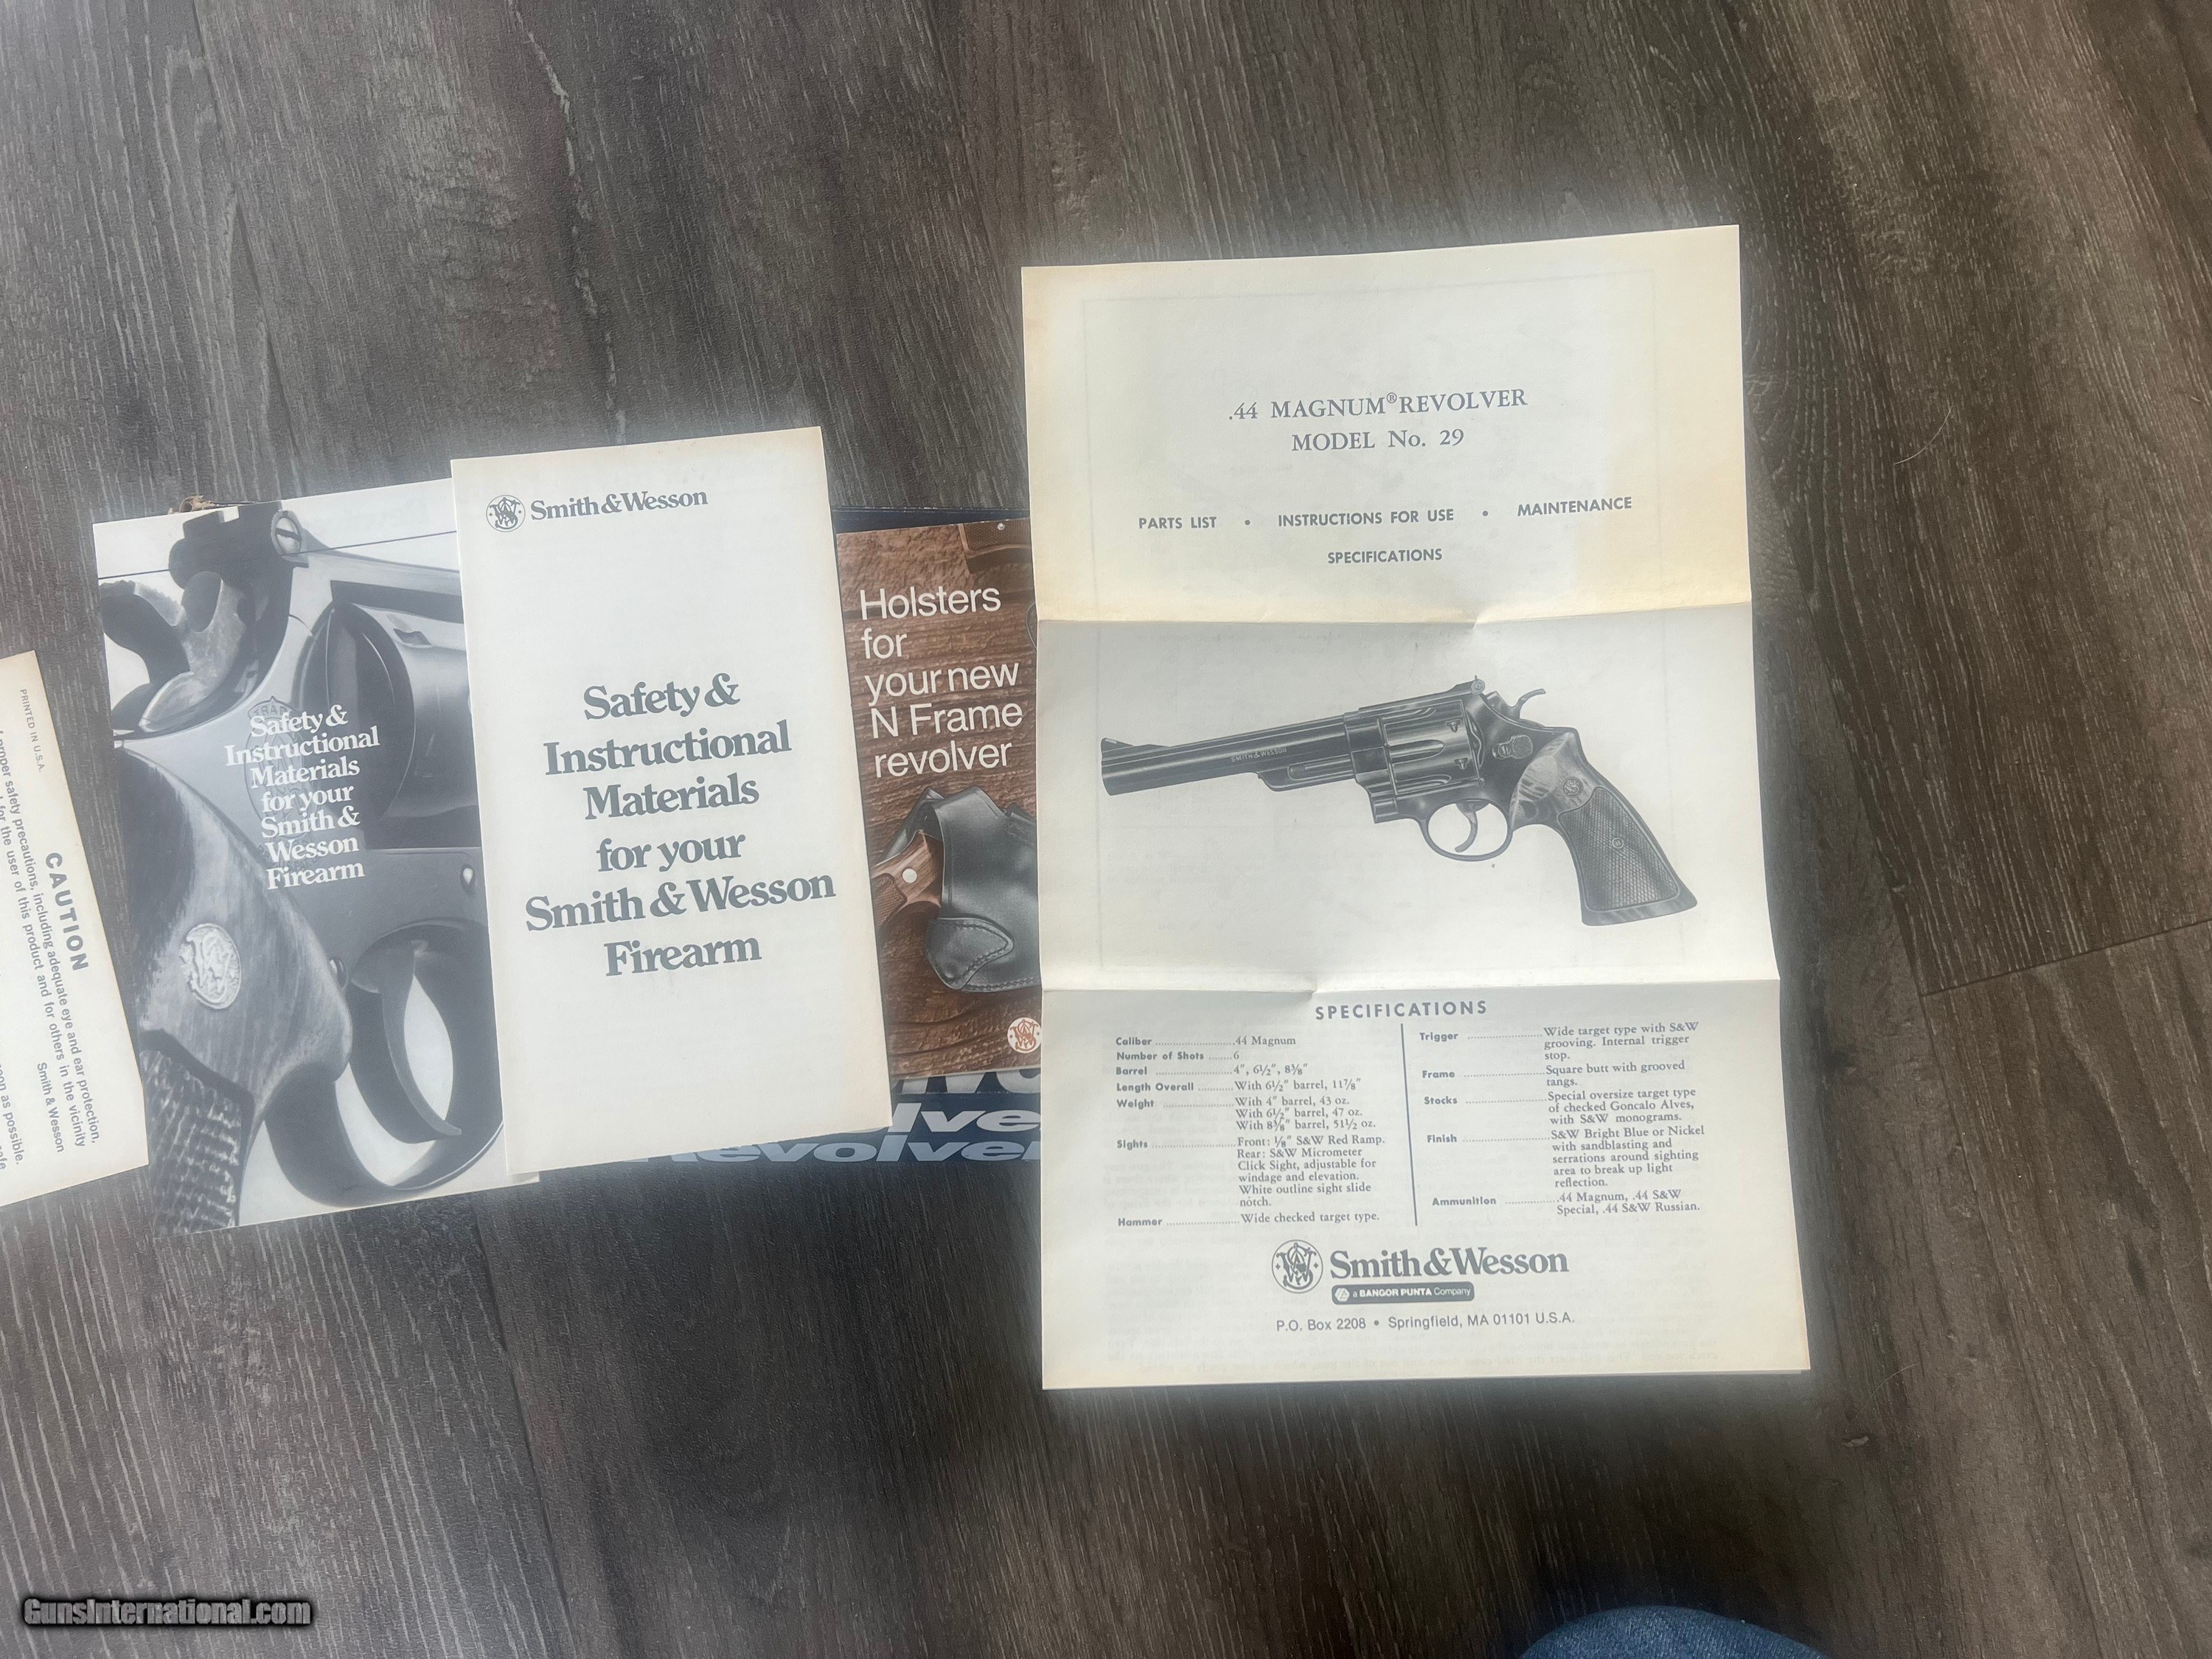 PRINTED IN U.S.A.
CAUTION
proper safety precautions, including adequate eye and ear protection,
for the user of this product and for others in the vicinity
Smith & Wesson
soon as possible.
Safety &
Instructional
Materials
for your
Smith &
Wesson
Firearm
Smith & Wesson
Safety &
Instructional
Materials
for your
Smith & Wesson
Firearm
Holsters
for
your new
N Frame
revolver
.44 MAGNUM® REVOLVER
MODEL No. 29
PARTS LIST • INSTRUCTIONS FOR USE • MAINTENANCE
SPECIFICATIONS
SMITH & WESSON
SPECIFICATIONS
Caliber .44 Magnum
Number of Shots 6
Barrel 4", 6½", 8⅜"
Length Overall With 6½" barrel, 11⅞"
Weight With 4" barrel, 43 oz.
With 6½" barrel, 47 oz.
With 8⅜" barrel, 51½ oz.
Sights Front: ⅛" S&W Red Ramp.
Rear: S&W Micrometer
Click Sight, adjustable for
windage and elevation.
White outline sight slide
notch.
Hammer Wide checked target type.
Trigger Wide target type with S&W
grooving. Internal trigger
stop.
Frame Square butt with grooved
tangs.
Stocks Special oversize target type
of checked Goncalo Alves,
with S&W monograms.
Finish S&W Bright Blue or Nickel
with sandblasting and
serrations around sighting
area to break up light
reflection.
Ammunition .44 Magnum, .44 S&W
Special, .44 S&W Russian.
Smith & Wesson
a BANGOR PUNTA Company
P.O. Box 2208 • Springfield, MA 01101 U.S.A.
GunsInternational.com